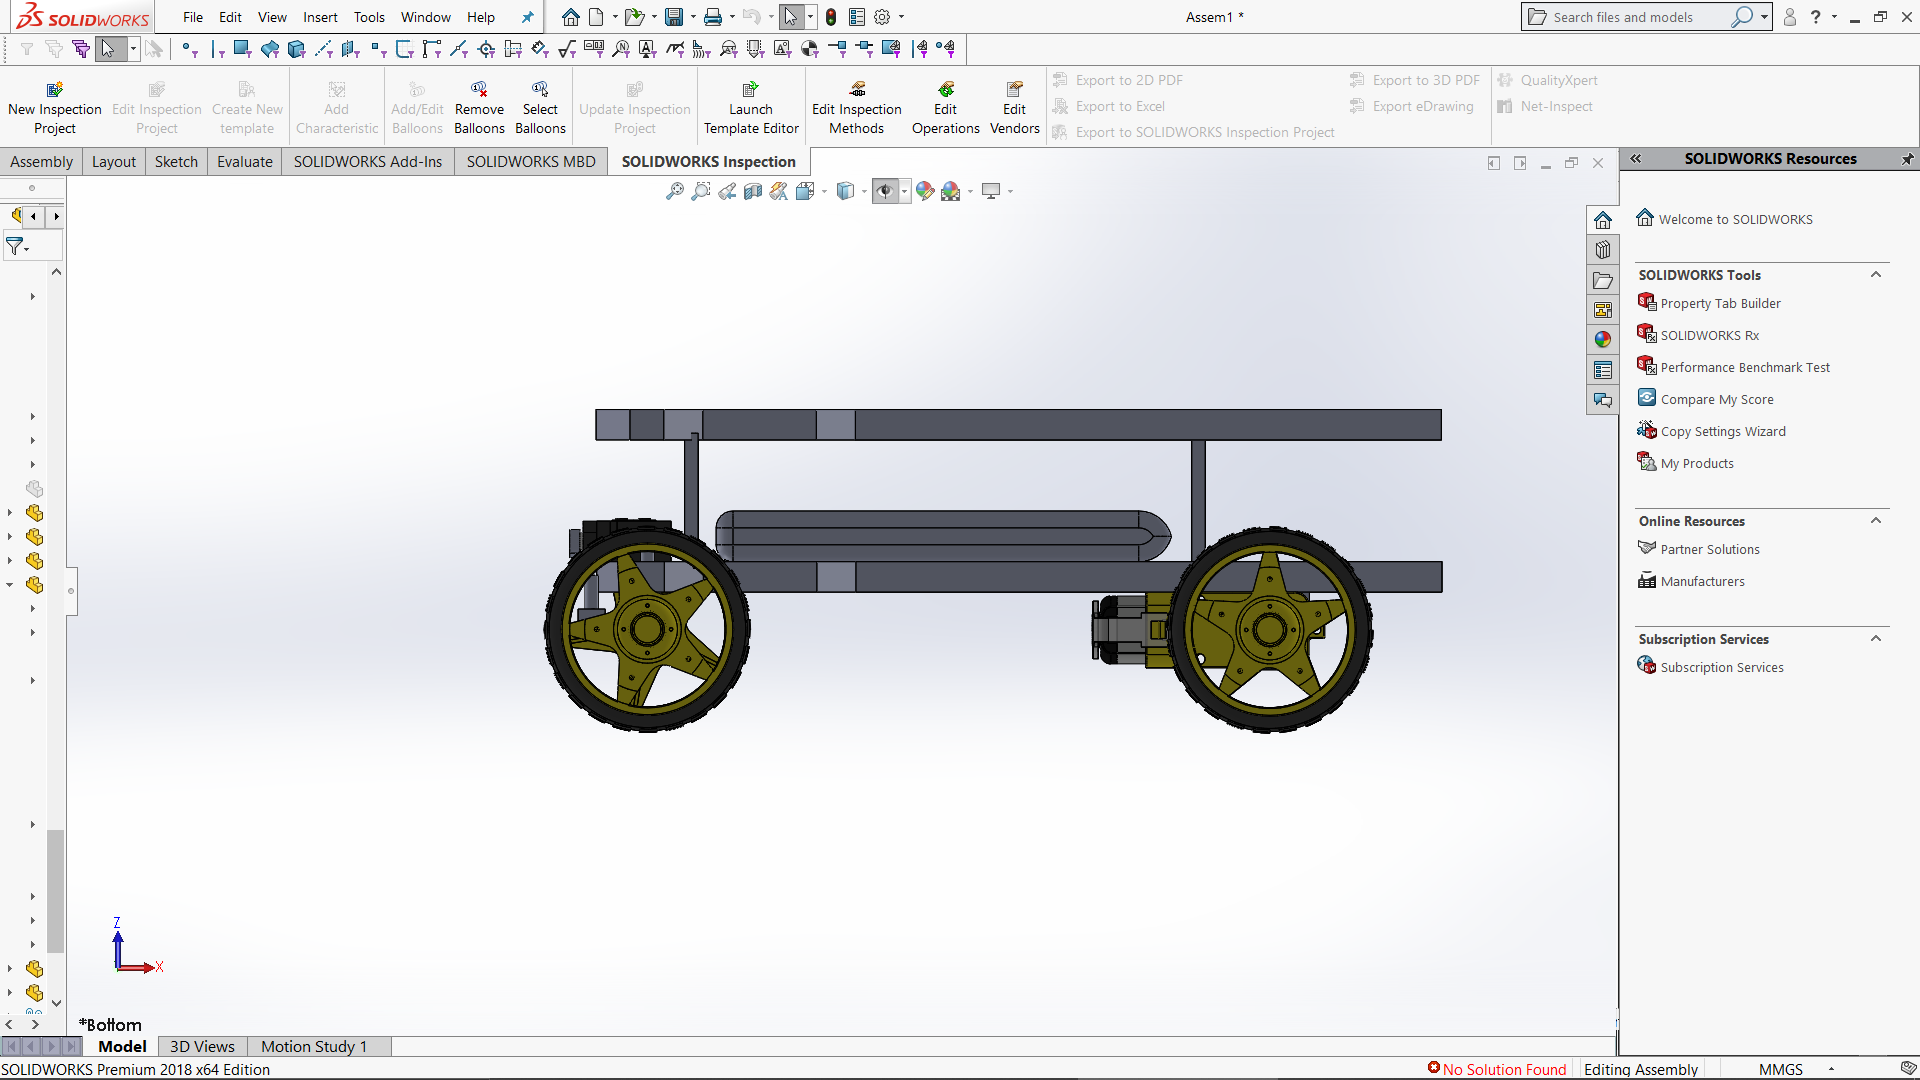 SOLIDWORKS File Edit View Insert Tools Window Help Assem1 * Search files and models ?
New Inspection Project
Edit Inspection Project
Create New template
Add Characteristic
Add/Edit Balloons
Remove Balloons
Select Balloons
Update Inspection Project
Launch Template Editor
Edit Inspection Methods
Edit Operations
Edit Vendors
Export to 2D PDF
Export to Excel
Export to SOLIDWORKS Inspection Project
Export to 3D PDF
Export eDrawing
QualityXpert
Net-Inspect
Assembly Layout Sketch Evaluate SOLIDWORKS Add-Ins SOLIDWORKS MBD SOLIDWORKS Inspection
SOLIDWORKS Resources
Welcome to SOLIDWORKS
SOLIDWORKS Tools
Property Tab Builder
SOLIDWORKS Rx
Performance Benchmark Test
Compare My Score
Copy Settings Wizard
My Products
Online Resources
Partner Solutions
Manufacturers
Subscription Services
Subscription Services
Z
X
*Bottom
Model 3D Views Motion Study 1
SOLIDWORKS Premium 2018 x64 Edition No Solution Found Editing Assembly MMGS